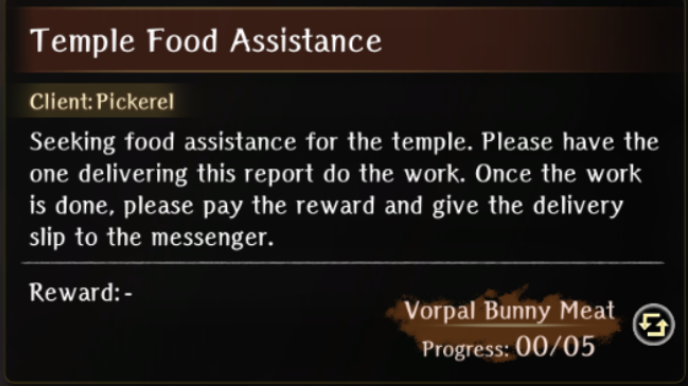 Temple Food Assistance
Client:Pickerel
Seeking food assistance for the temple. Please have the
one delivering this report do the work. Once the work
is done, please pay the reward and give the delivery
slip to the messenger.
Reward:-
Vorpal Bunny Meat
Progress: 00/05